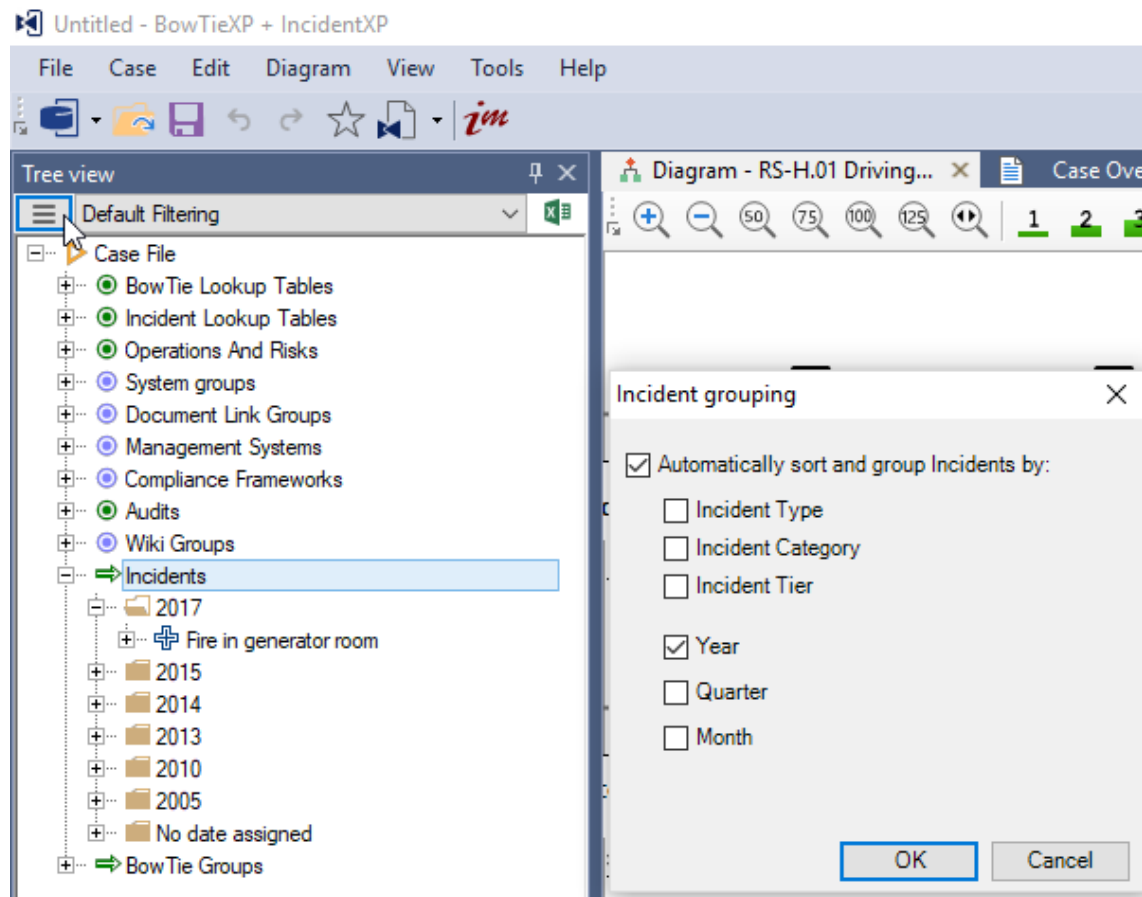 Untitled - BowTieXP + IncidentXP
File Case Edit Diagram View Tools Help
im
Tree view
Diagram - RS-H.01 Driving... Case Ove
Default Filtering
50 75 100 125 1 2 3
Case File
BowTie Lookup Tables
Incident Lookup Tables
Operations And Risks
System groups
Document Link Groups
Management Systems
Compliance Frameworks
Audits
Wiki Groups
Incidents
2017
Fire in generator room
2015
2014
2013
2010
2005
No date assigned
BowTie Groups
Incident grouping
Automatically sort and group Incidents by:
Incident Type
Incident Category
Incident Tier
Year
Quarter
Month
OK Cancel